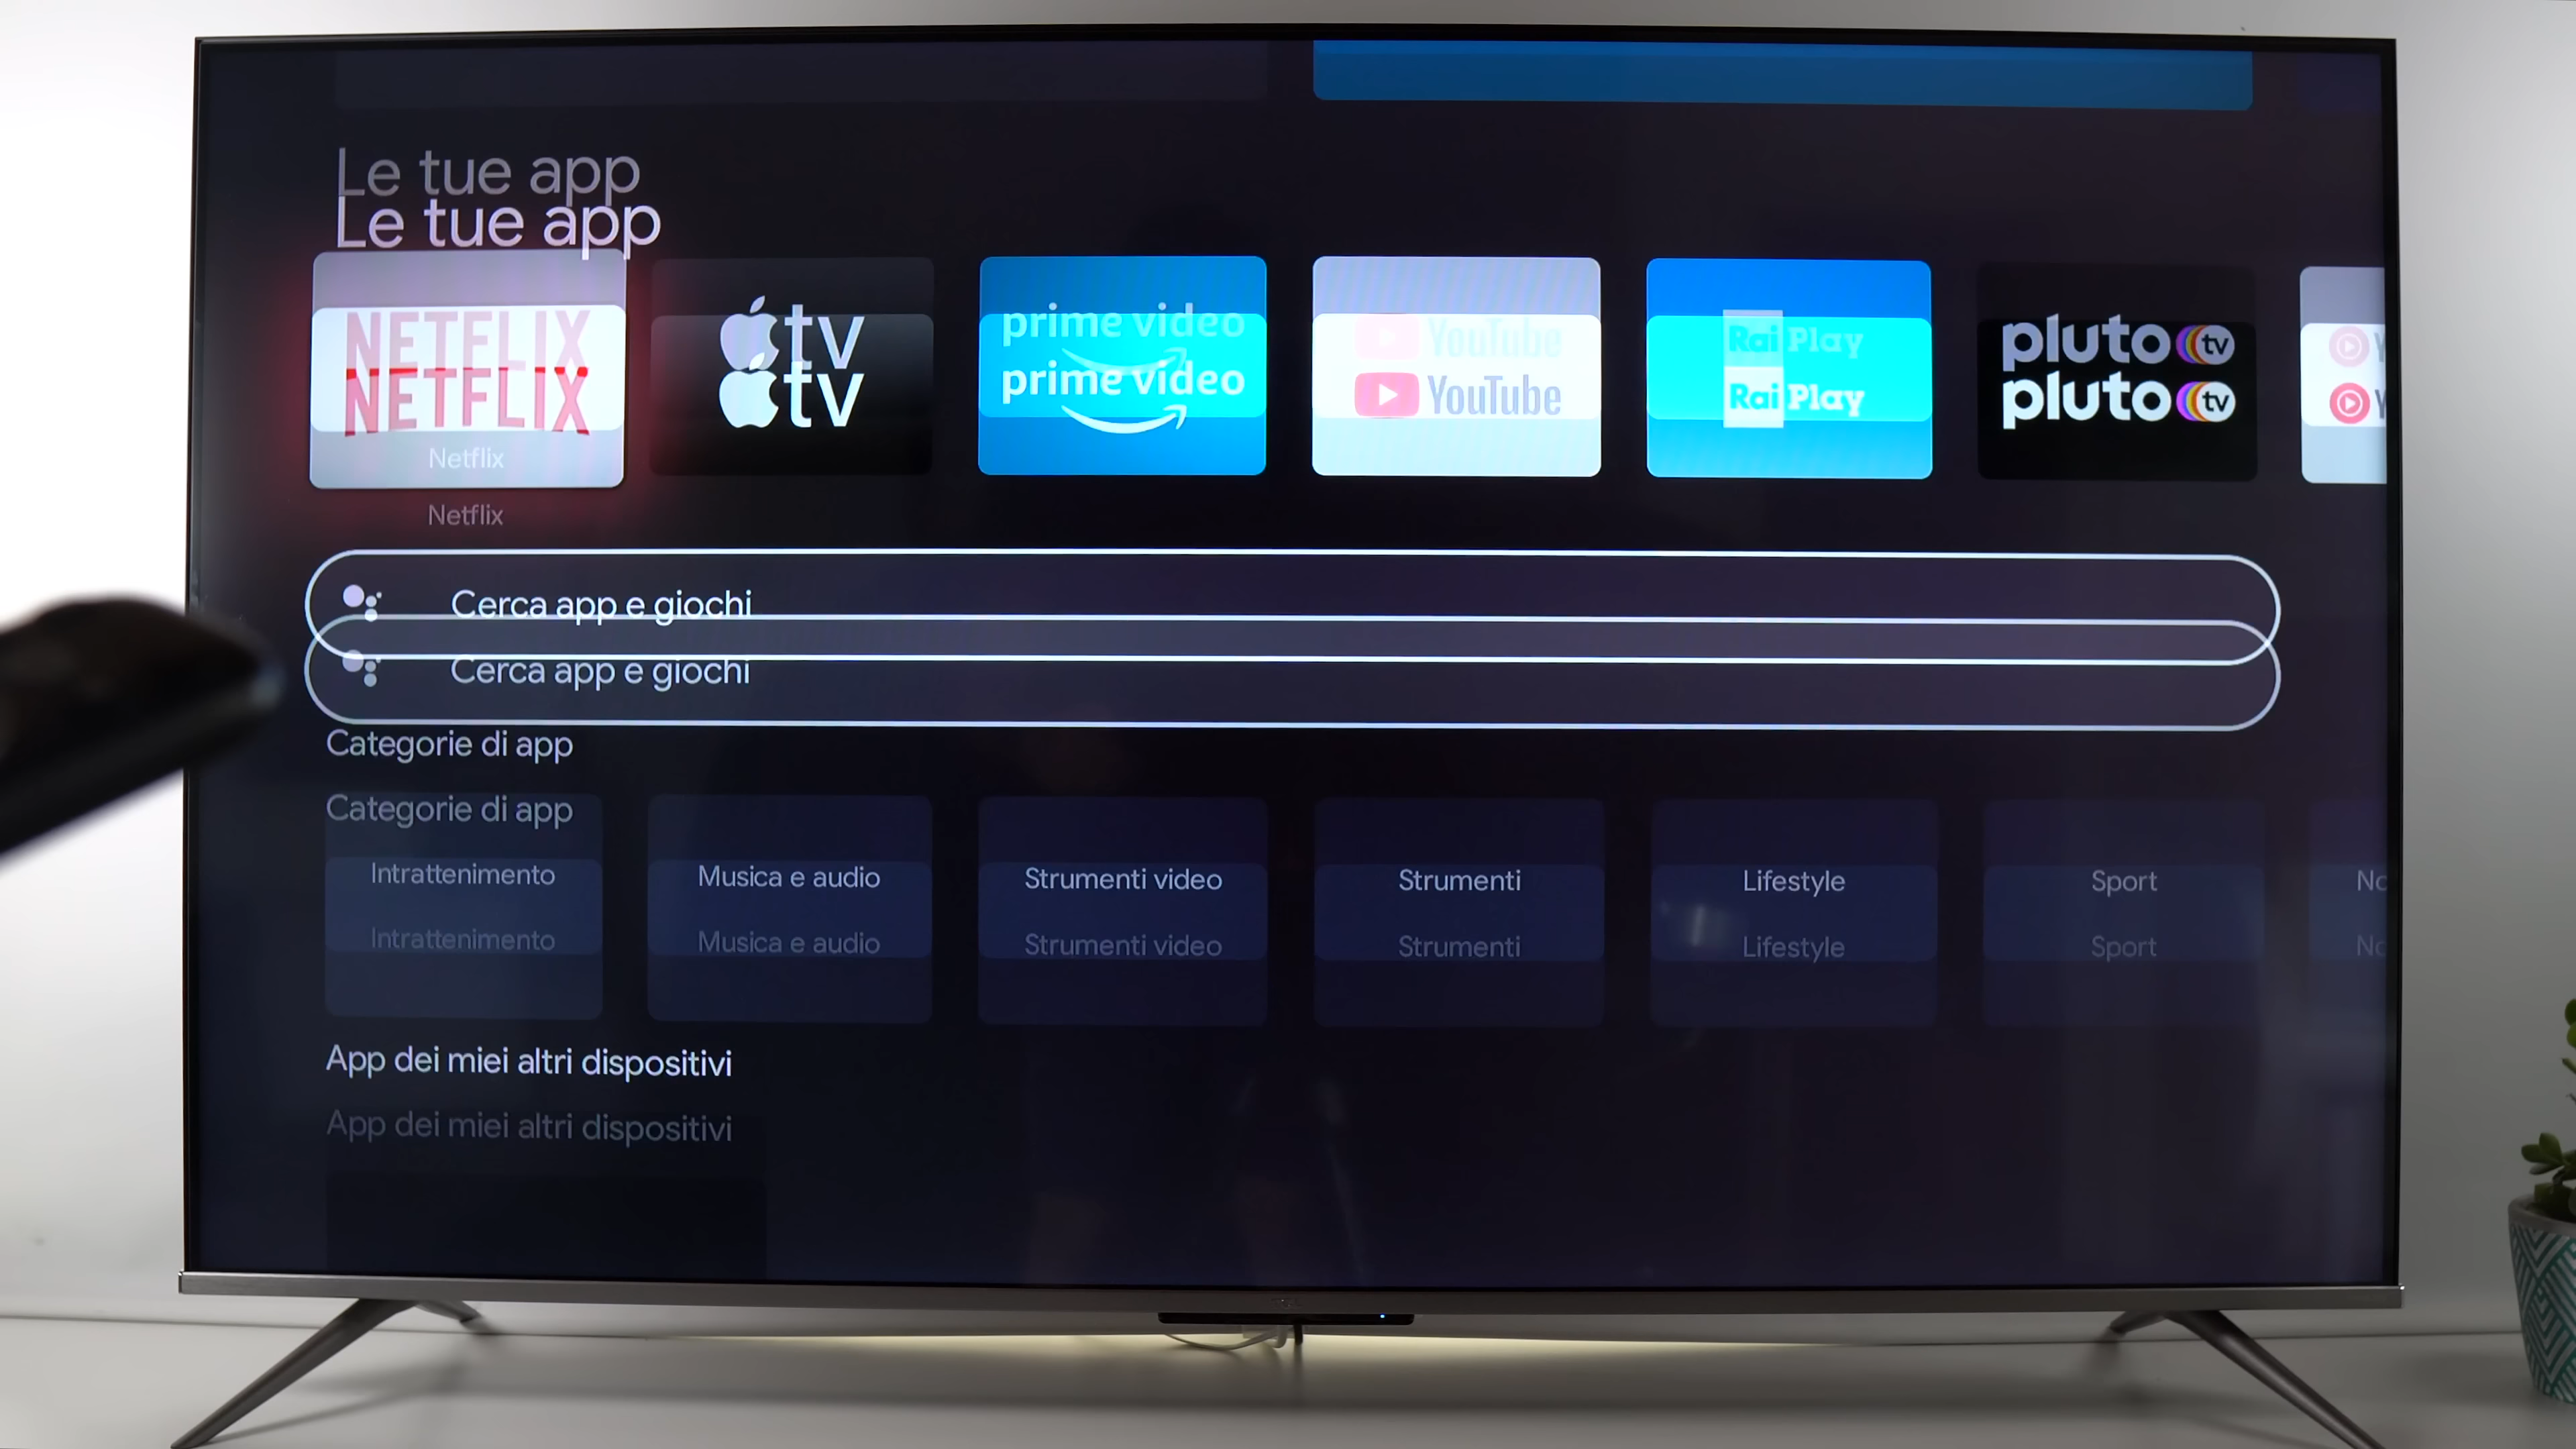 Le tue app
Le tue app
NETFLIX
NETFLIX
Netflix
Netflix
tv
tv
prime video
prime video
YouTube
YouTube
Rai Play
Rai Play
pluto tv
pluto tv
Y
Y
Cerca app e giochi
Cerca app e giochi
Categorie di app
Categorie di app
Intrattenimento
Musica e audio
Strumenti video
Strumenti
Lifestyle
Sport
Intrattenimento
Musica e audio
Strumenti video
Strumenti
Lifestyle
Sport
App dei miei altri dispositivi
App dei miei altri dispositivi
TCL